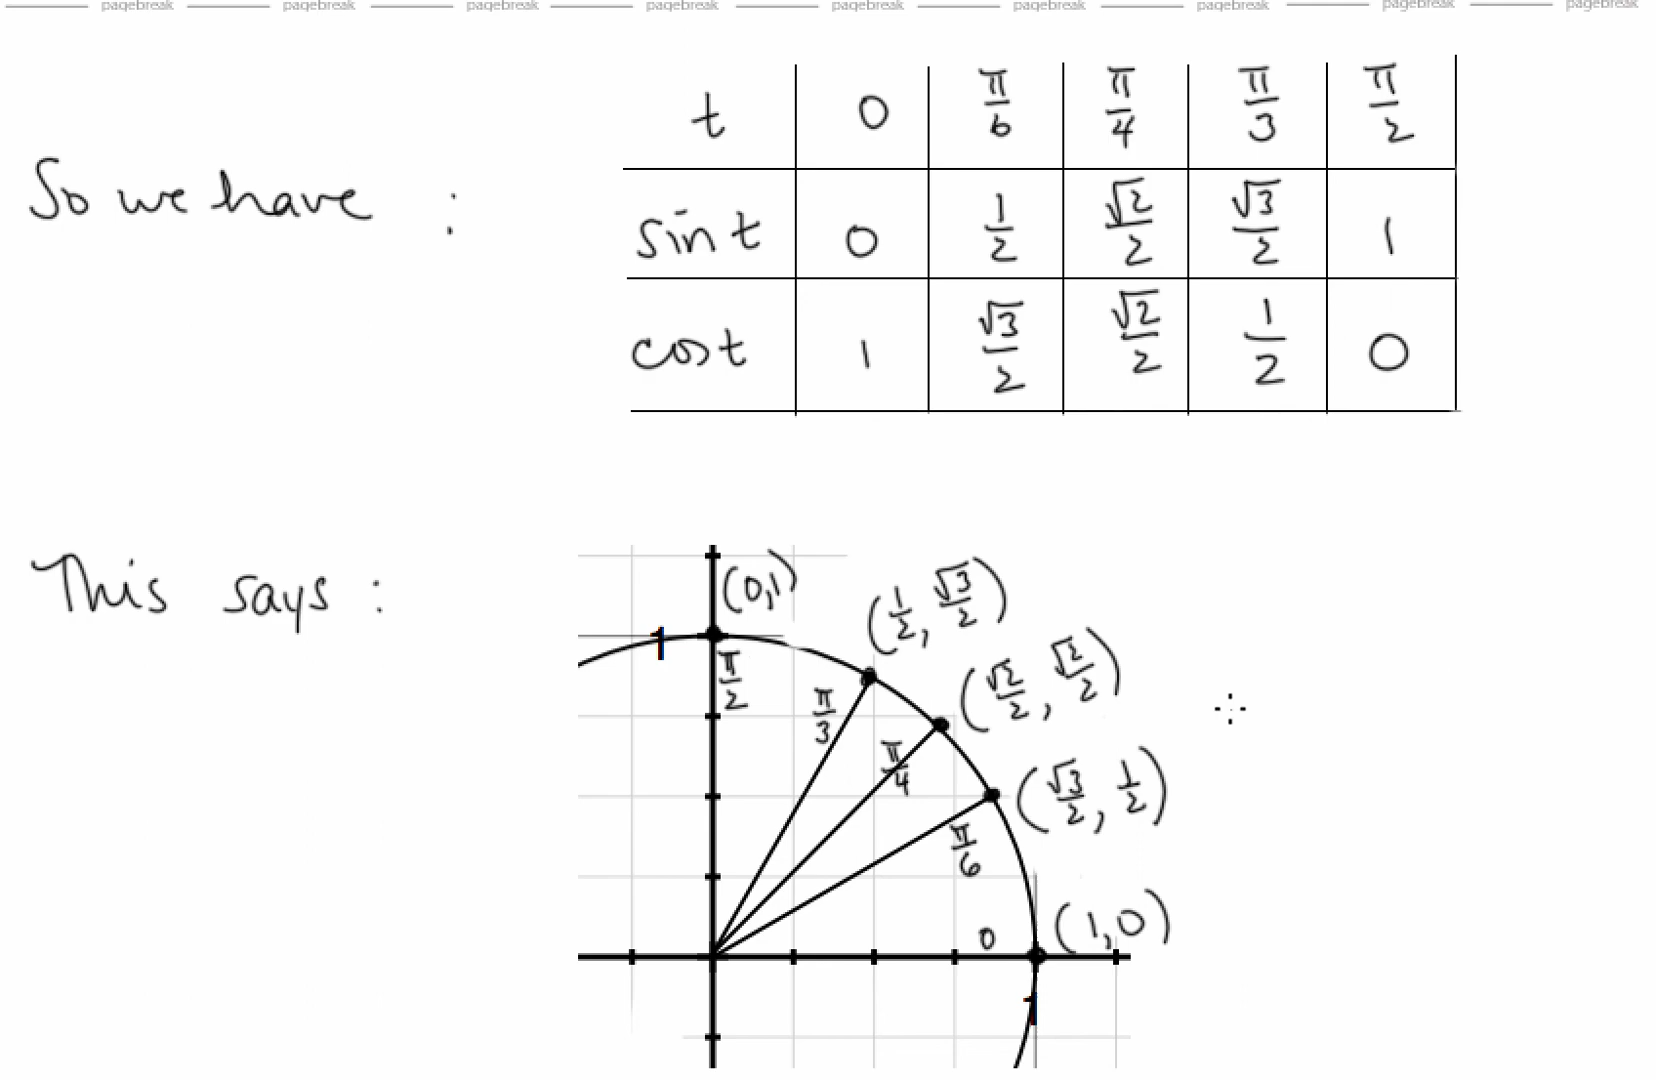 pagebreak pagebreak pagebreak pagebreak pagebreak pagebreak pagebreak pagebreak pagebreak
So we have :
t 0 π/6 π/4 π/3 π/2
sin t 0 1/2 √2/2 √3/2 1
cos t 1 √3/2 √2/2 1/2 0
This says :
(0,1)
(1/2, √3/2)
1
π/2
π/3
(√2/2, √2/2)
π/4
(√3/2, 1/2)
π/6
0
(1,0)
1